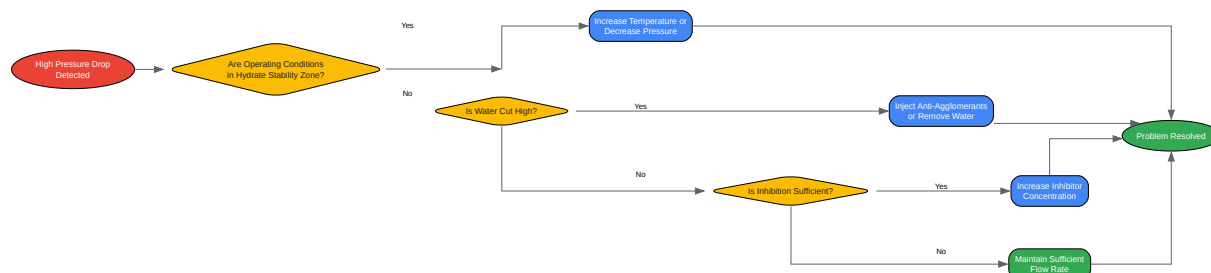 Yes
Increase Temperature or
Decrease Pressure
High Pressure Drop
Detected
Are Operating Conditions
in Hydrate Stability Zone?
No
Is Water Cut High?
Yes
Inject Anti-Agglomerants
or Remove Water
Problem Resolved
No
Is Inhibition Sufficient?
Yes
Increase Inhibitor
Concentration
No
Maintain Sufficient
Flow Rate